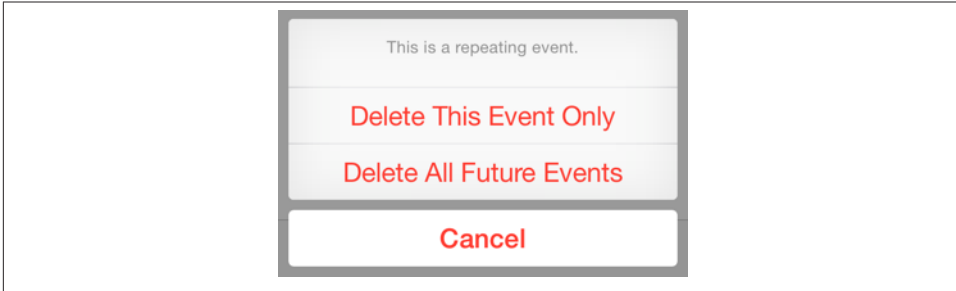 This is a repeating event.
Delete This Event Only
Delete All Future Events
Cancel